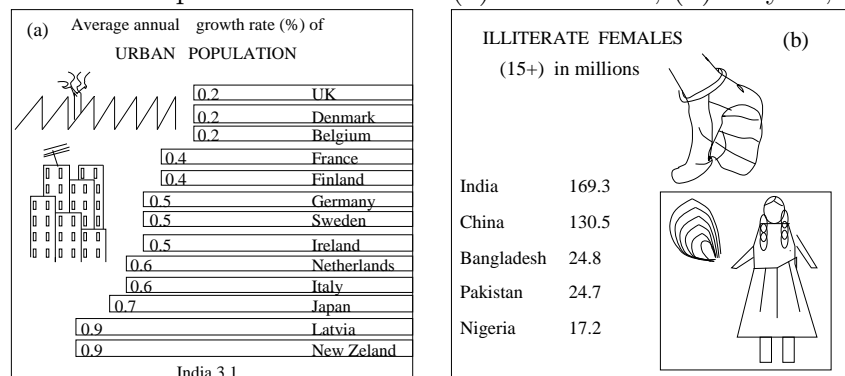 (a) Average annual growth rate (%) of
URBAN POPULATION
0.2 UK
0.2 Denmark
0.2 Belgium
0.4 France
0.4 Finland
0.5 Germany
0.5 Sweden
0.5 Ireland
0.6 Netherlands
0.6 Italy
0.7 Japan
0.9 Latvia
0.9 New Zeland
India 3.1
ILLITERATE FEMALES (b)
(15+) in millions
India 169.3
China 130.5
Bangladesh 24.8
Pakistan 24.7
Nigeria 17.2